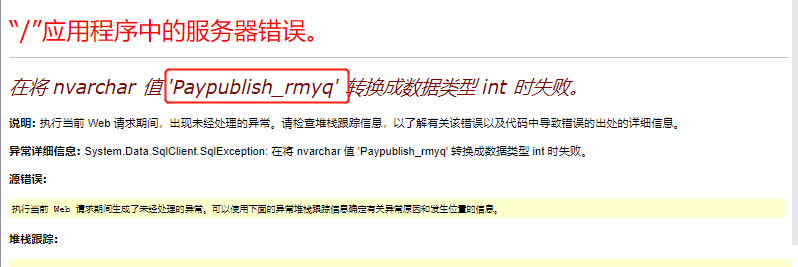 “/”应用程序中的服务器错误。
在将 nvarchar 值 'Paypublish_rmyq' 转换成数据类型 int 时失败。
说明: 执行当前 Web 请求期间，出现未经处理的异常。请检查堆栈跟踪信息，以了解有关该错误以及代码中导致错误的出处的详细信息。
异常详细信息: System.Data.SqlClient.SqlException: 在将 nvarchar 值 'Paypublish_rmyq' 转换成数据类型 int 时失败。
源错误:
执行当前 Web 请求期间生成了未经处理的异常。可以使用下面的异常堆栈跟踪信息确定有关异常原因和发生位置的信息。
堆栈跟踪: